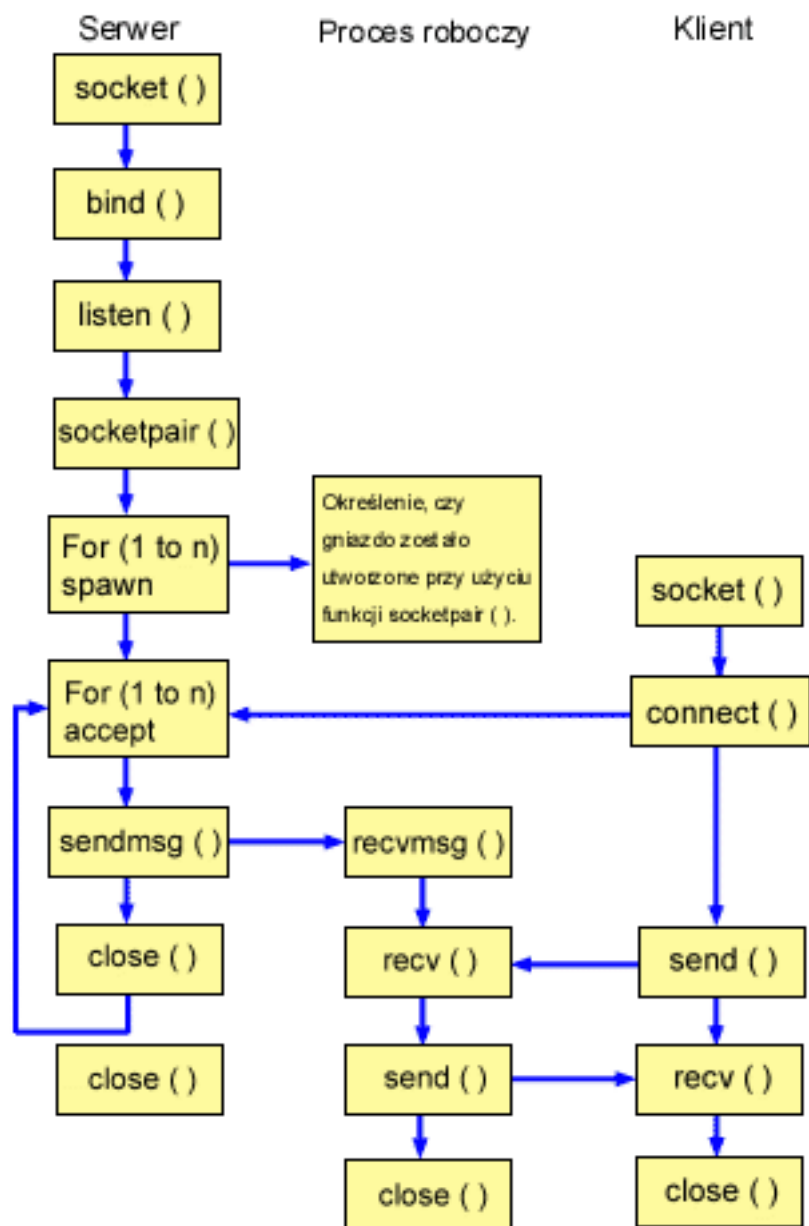 Serwer
Proces roboczy
Klient
socket ( )
bind ( )
listen ( )
socketpair ( )
For (1 to n)
spawn
Określenie, czy
gniazdo zostało
utworzone przy użyciu
funkcji socketpair ( ).
socket ( )
For (1 to n)
accept
connect ( )
sendmsg ( )
recvmsg ( )
close ( )
recv ( )
send ( )
close ( )
send ( )
recv ( )
close ( )
close ( )